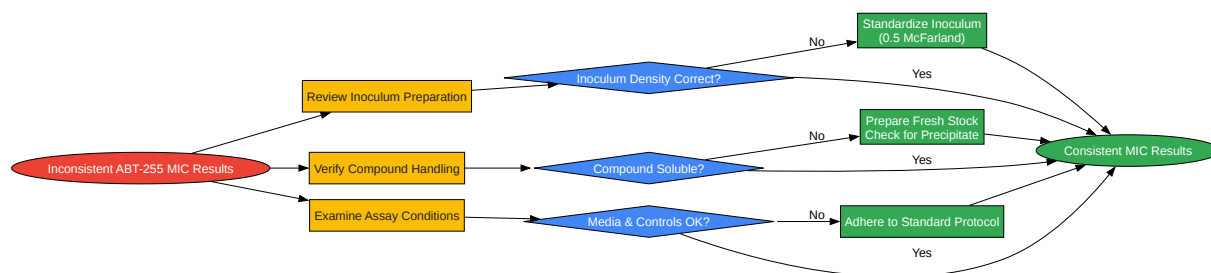 Standardize Inoculum
(0.5 McFarland)
No
Inoculum Density Correct?
Yes
Review Inoculum Preparation
Prepare Fresh Stock
Check for Precipitate
No
Consistent MIC Results
Inconsistent ABT-255 MIC Results
Verify Compound Handling
Compound Soluble?
Yes
Examine Assay Conditions
Media & Controls OK?
No
Adhere to Standard Protocol
Yes